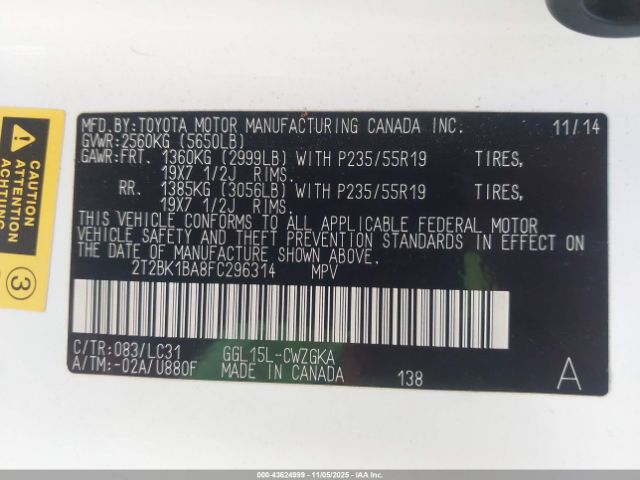 MFD.BY:TOYOTA MOTOR MANUFACTURING CANADA INC. 11/14
GVWR:2560KG (5650LB)
GAWR:FRT. 1360KG (2999LB) WITH P235/55R19 TIRES,
19X7 1/2J RIMS.
RR. 1385KG (3056LB) WITH P235/55R19 TIRES,
19X7 1/2J RIMS.
THIS VEHICLE CONFORMS TO ALL APPLICABLE FEDERAL MOTOR
VEHICLE SAFETY AND THEFT PREVENTION STANDARDS IN EFFECT ON
THE DATE OF MANUFACTURE SHOWN ABOVE.
2T2BK1BA8FC296314 MPV
C/TR:083/LC31 GGL15L-CWZGKA
A/TM:-02A/U880F MADE IN CANADA 138 A
ATTENTION
ACHTUNG
3
000-43624999 - 11/05/2025 - IAAI.COM